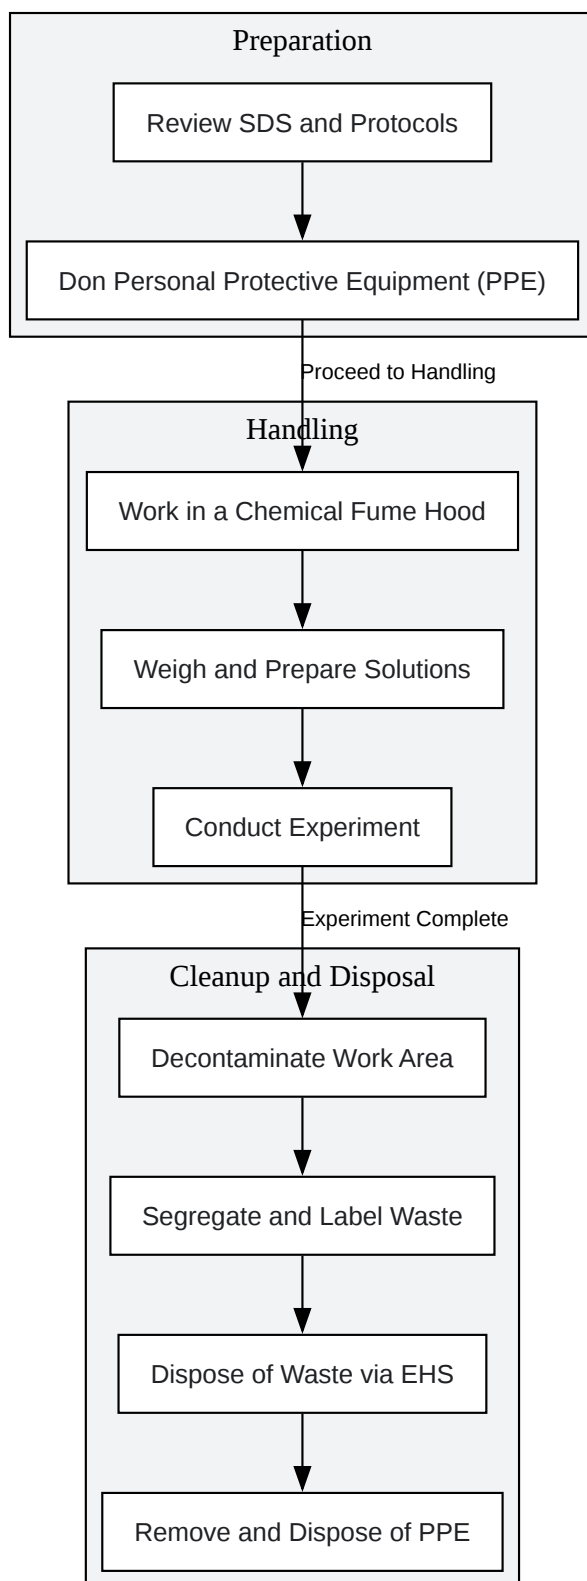 Preparation
Review SDS and Protocols
Don Personal Protective Equipment (PPE)
Proceed to Handling
Handling
Work in a Chemical Fume Hood
Weigh and Prepare Solutions
Conduct Experiment
Experiment Complete
Cleanup and Disposal
Decontaminate Work Area
Segregate and Label Waste
Dispose of Waste via EHS
Remove and Dispose of PPE